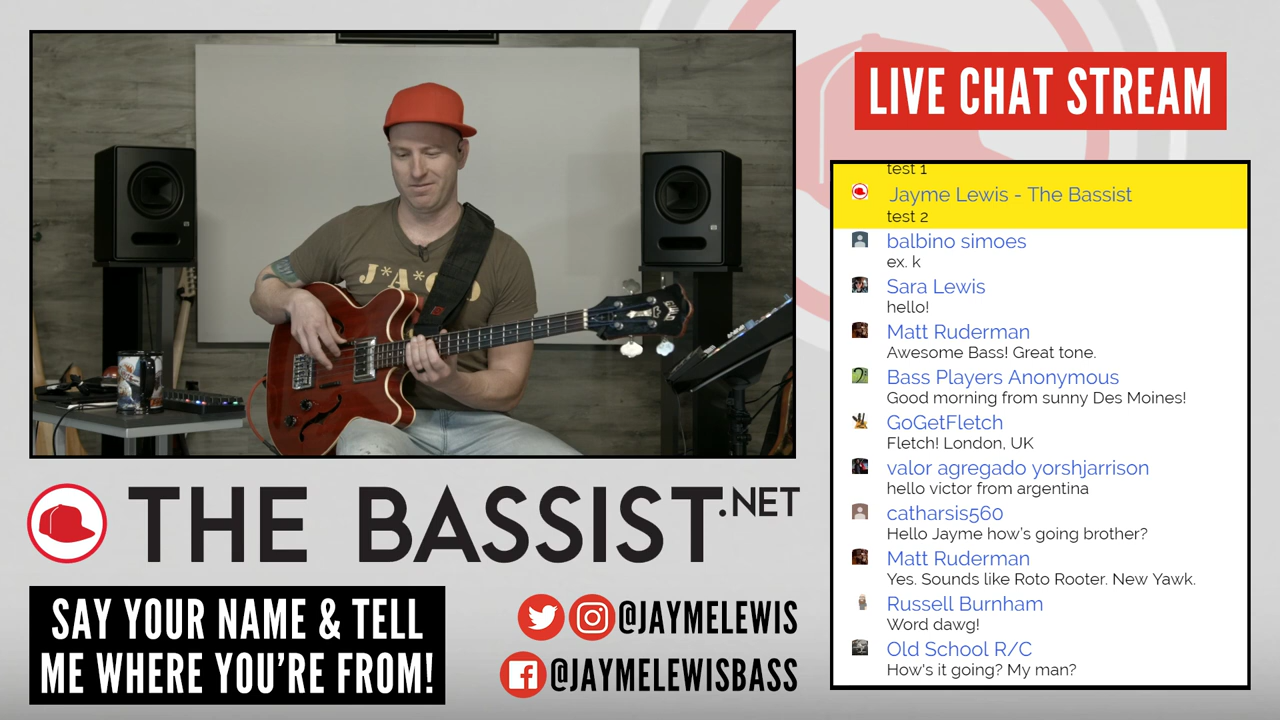 LIVE CHAT STREAM
test 1
Jayme Lewis - The Bassist
test 2
balbino simoes
ex. k
Sara Lewis
hello!
Matt Ruderman
Awesome Bass! Great tone.
Bass Players Anonymous
Good morning from sunny Des Moines!
GoGetFletch
Fletch! London, UK
valor agregado yorshjarrison
hello victor from argentina
catharsis560
Hello Jayme how's going brother?
Matt Ruderman
Yes. Sounds like Roto Rooter. New Yawk.
Russell Burnham
Word dawg!
Old School R/C
How's it going? My man?
J*A*CO
THE BASSIST.NET
SAY YOUR NAME & TELL
ME WHERE YOU'RE FROM!
@JAYMELEWIS
@JAYMELEWISBASS